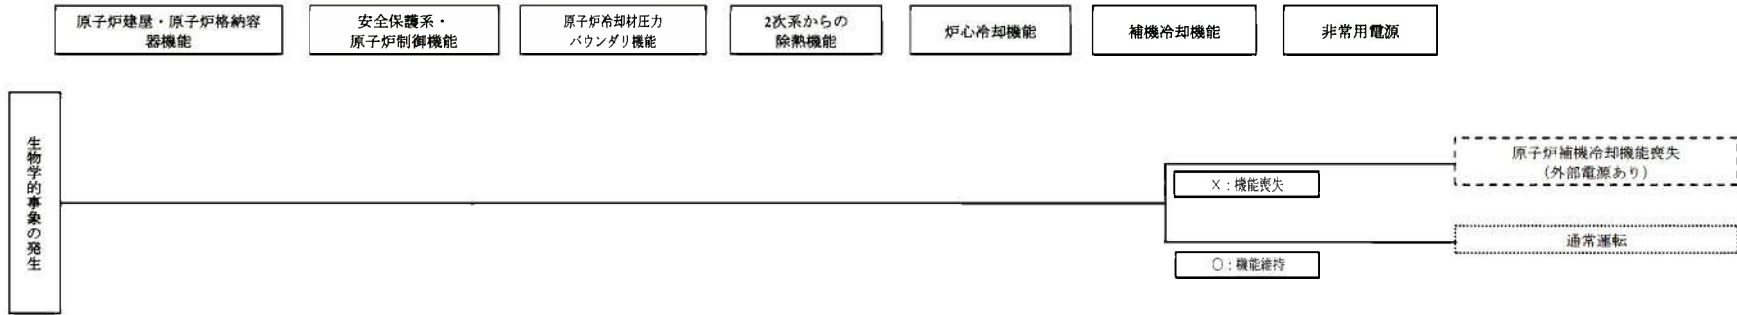 原子炉建屋・原子炉格納容
器機能
安全保護系・
原子炉制御機能
原子炉冷却材圧力
バウンダリ機能
2次系からの
除熱機能
炉心冷却機能
補機冷却機能
非常用電源
生物学的事象の発生
×：機能喪失
○：機能維持
原子炉補機冷却機能喪失
（外部電源あり）
通常運転